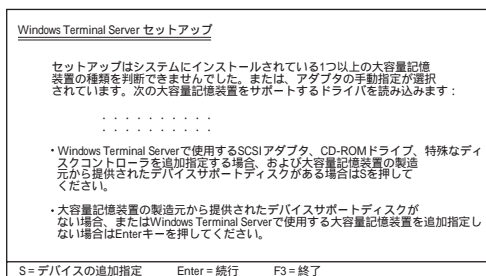 Windows Terminal Server セットアップ
セットアップはシステムにインストールされている1つ以上の大容量記憶
装置の種類を判断できませんでした。または、アダプタの手動指定が選択
されています。次の大容量記憶装置をサポートするドライバを読み込みます：
. . . . . . . . . .
. . . . . . . . . .
・Windows Terminal Serverで使用するSCSIアダプタ、CD-ROMドライブ、特殊なディ
スクコントローラを追加指定する場合、および大容量記憶装置の製造
元から提供されたデバイスサポートディスクがある場合はSを押して
ください。
・大容量記憶装置の製造元から提供されたデバイスサポートディスクが
ない場合、またはWindows Terminal Serverで使用する大容量記憶装置を追加指定し
ない場合はEnterキーを押してください。
S = デバイスの追加指定 Enter = 続行 F3 = 終了